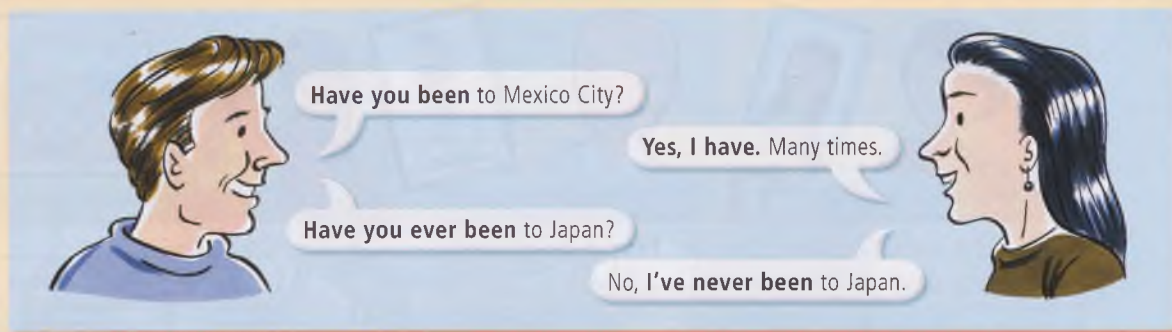 Have you been to Mexico City?
Yes, I have. Many times.
Have you ever been to Japan?
No, I've never been to Japan.